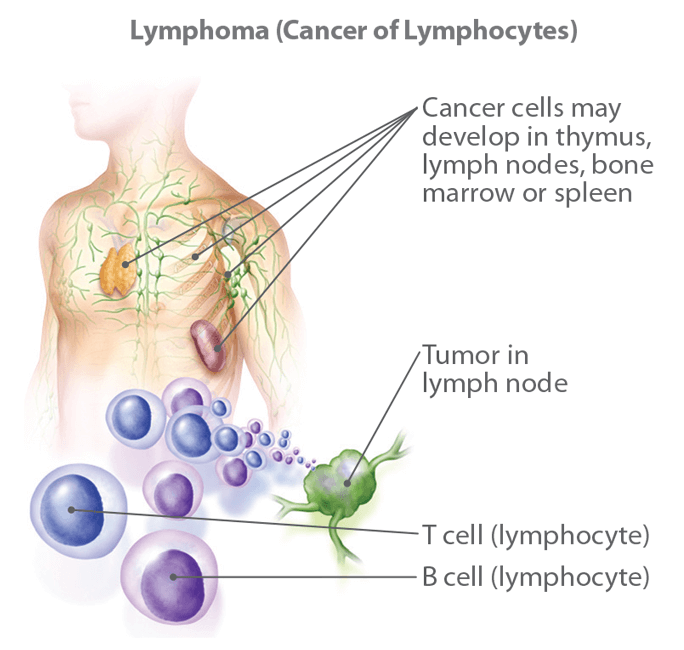 Lymphoma (Cancer of Lymphocytes)
Cancer cells may
develop in thymus,
lymph nodes, bone
marrow or spleen
Tumor in
lymph node
T cell (lymphocyte)
B cell (lymphocyte)